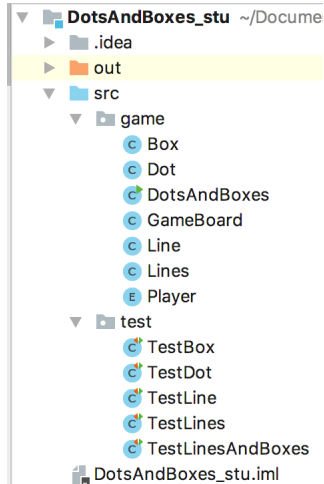 DotsAndBoxes_stu ~/Docume
.idea
out
src
game
C Box
C Dot
C DotsAndBoxes
C GameBoard
C Line
C Lines
E Player
test
C TestBox
C TestDot
C TestLine
C TestLines
C TestLinesAndBoxes
DotsAndBoxes_stu.iml